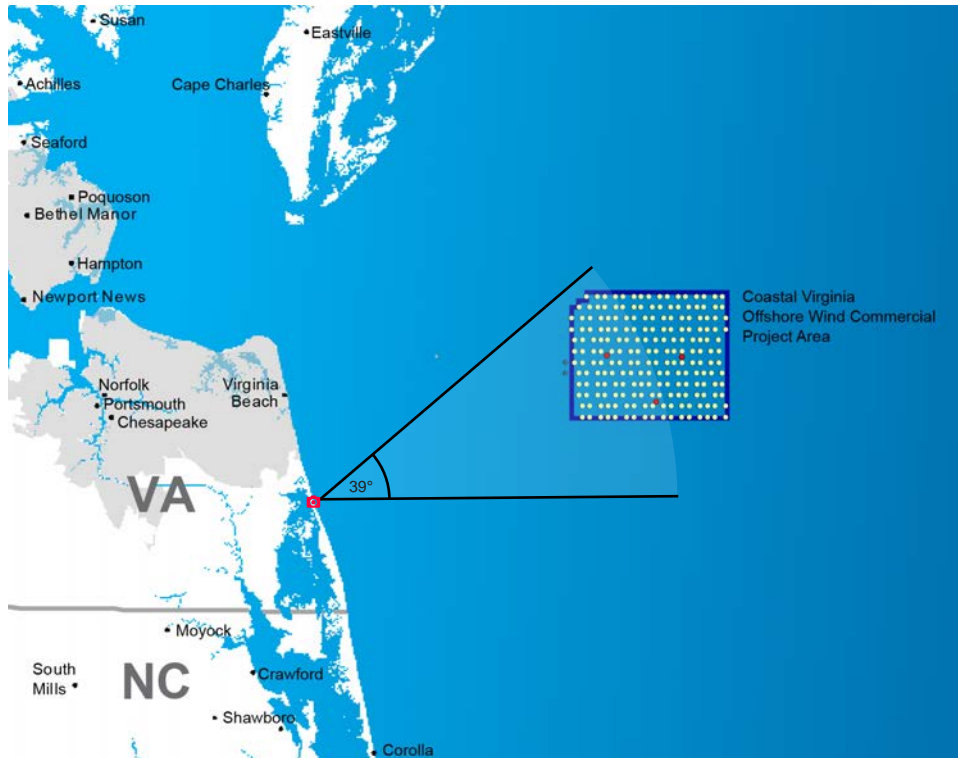 Susan
Eastville
Achilles
Cape Charles
Seaford
Poquoson
Bethel Manor
Hampton
Newport News
Coastal Virginia
Offshore Wind Commercial
Project Area
Norfolk
Portsmouth
Chesapeake
Virginia
Beach
39°
VA
Moyock
NC
South
Mills
Crawford
Shawboro
Corolla